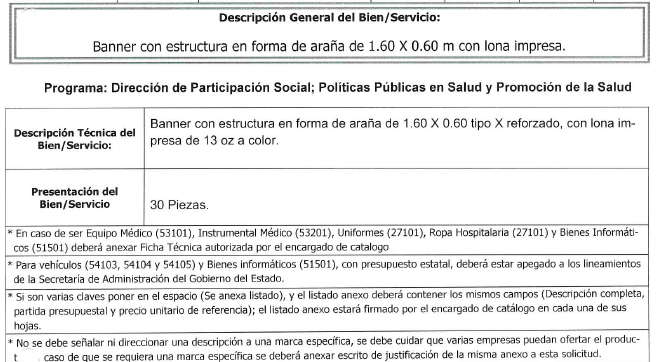 Descripción General del Bien/Servicio:
Banner con estructura en forma de araña de 1.60 X 0.60 m con lona impresa.
Programa: Dirección de Participación Social; Políticas Públicas en Salud y Promoción de la Salud
Descripción Técnica del
Bien/Servicio:
Banner con estructura en forma de araña de 1.60 X 0.60 tipo X reforzado, con lona im-
presa de 13 oz a color.
Presentación del
Bien/Servicio
30 Piezas.
* En caso de ser Equipo Médico (53101), Instrumental Médico (53201), Uniformes (27101), Ropa Hospitalaria (27101) y Bienes Informáti-
cos (51501) deberá anexar Ficha Técnica autorizada por el encargado de catalogo
* Para vehículos (54103, 54104 y 54105) y Bienes informáticos (51501), con presupuesto estatal, deberá estar apegado a los lineamientos
de la Secretaría de Administración del Gobierno del Estado.
* Si son varias claves poner en el espacio (Se anexa listado), y el listado anexo deberá contener los mismos campos (Descripción completa,
partida presupuestal y precio unitario de referencia); el listado anexo estará firmado por el encargado de catálogo en cada una de sus
hojas.
* No se debe señalar ni direccionar una descripción a una marca específica, se debe cuidar que varias empresas puedan ofertar el produc-
t caso de que se requiera una marca específica se deberá anexar escrito de justificación de la misma anexo a esta solicitud.